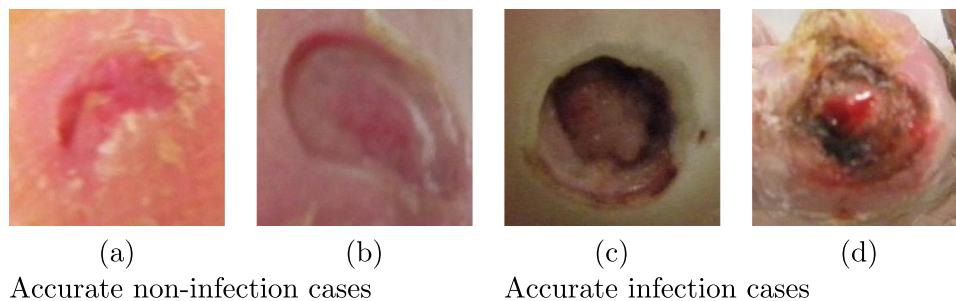 (a) (b) (c) (d)
Accurate non-infection cases Accurate infection cases